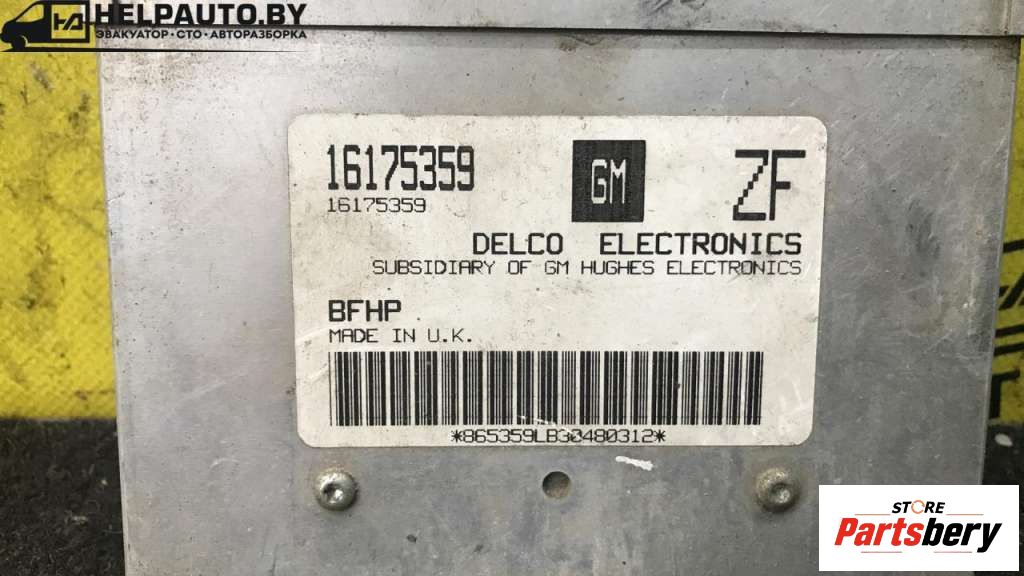 HELPAUTO.BY
ЭВАКУАТОР • СТО • АВТОРАЗБОРКА
16175359
GM
ZF
16175359
DELCO ELECTRONICS
SUBSIDIARY OF GM HUGHES ELECTRONICS
BFHP
MADE IN U.K.
*865359LB30480312*
STORE
Partsbery